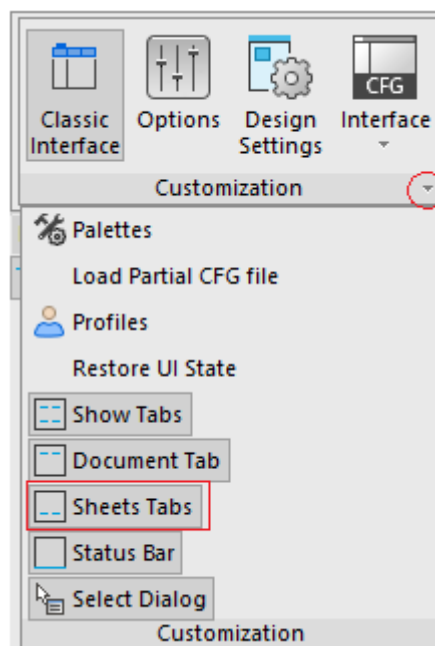 CFG
Classic Interface
Options
Design Settings
Interface
Customization
Palettes
Load Partial CFG file
Profiles
Restore UI State
Show Tabs
Document Tab
Sheets Tabs
Status Bar
Select Dialog
Customization